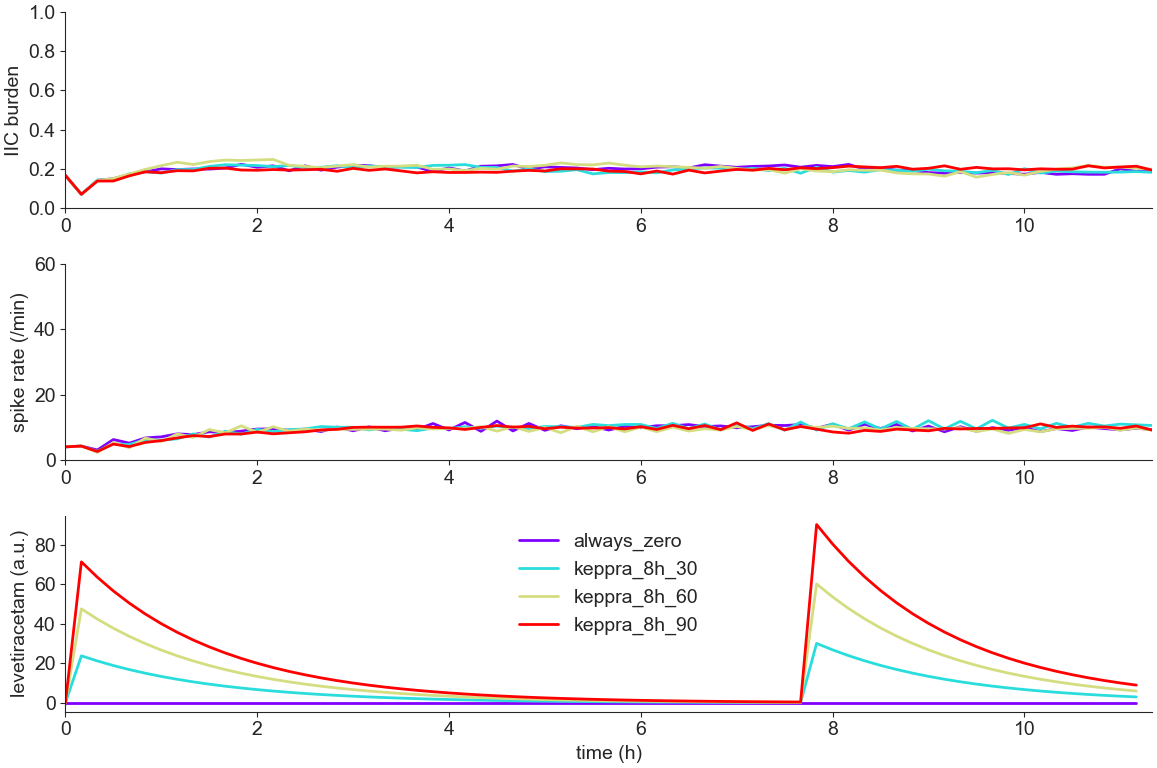 IIC burden
1.0
0.8
0.6
0.4
0.2
0.0
0 2 4 6 8 10
spike rate (/min)
60
40
20
0
0 2 4 6 8 10
levetiracetam (a.u.)
80
60
40
20
0
always_zero
keppra_8h_30
keppra_8h_60
keppra_8h_90
0 2 4 6 8 10
time (h)